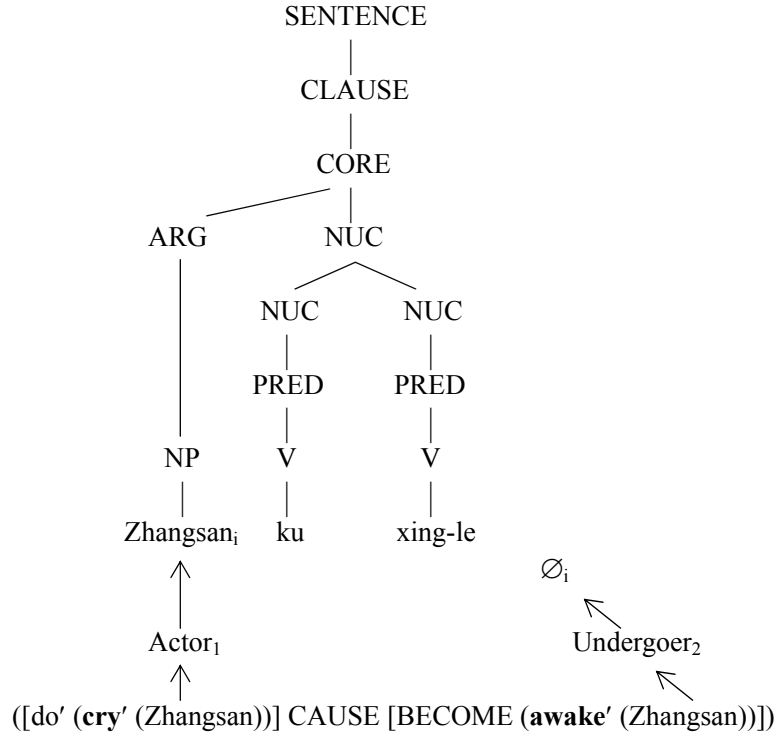 SENTENCE
CLAUSE
CORE
ARG NUC
NUC NUC
PRED PRED
NP V V
Zhangsanᵢ ku xing-le
∅ᵢ
Actor₁ Undergoer₂
([do′ (cry′ (Zhangsan))] CAUSE [BECOME (awake′ (Zhangsan))])